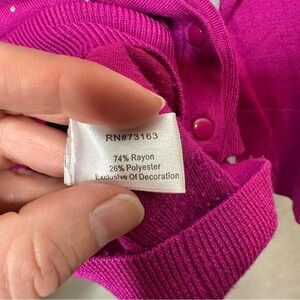 RN#73163
74% Rayon
26% Polyester
Exclusive Of Decoration